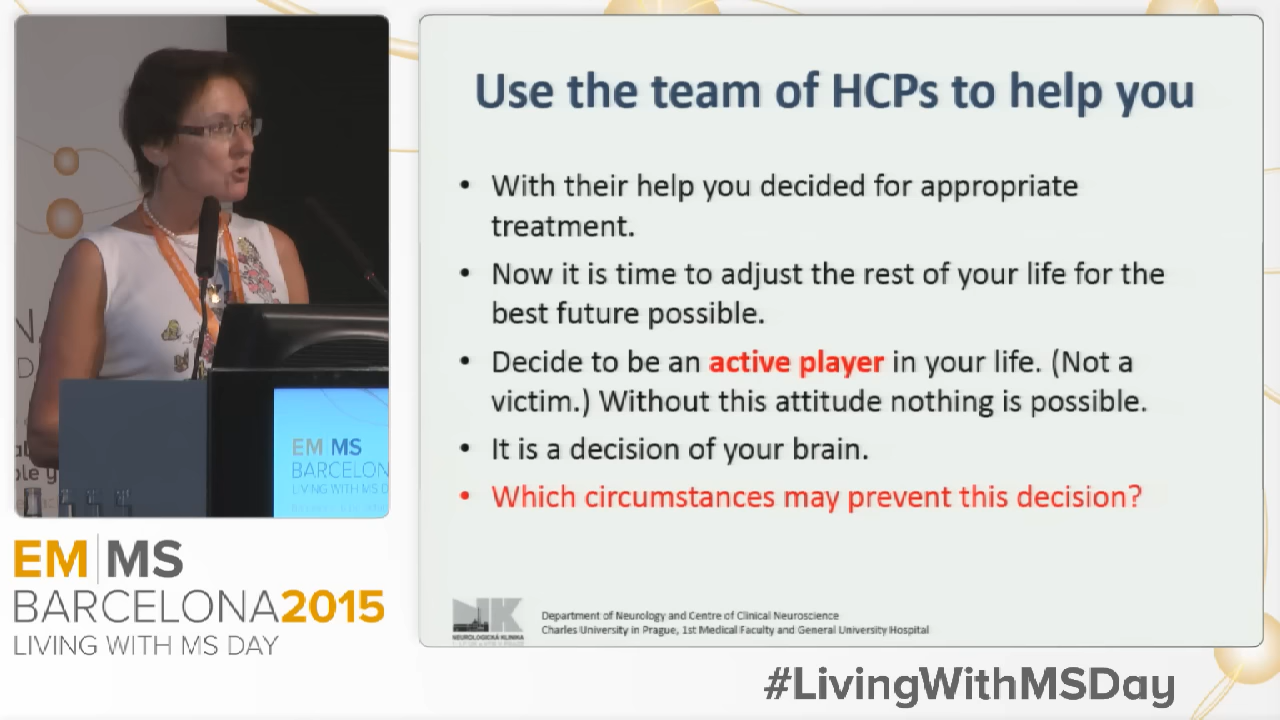 Use the team of HCPs to help you
• With their help you decided for appropriate
treatment.
• Now it is time to adjust the rest of your life for the
best future possible.
• Decide to be an active player in your life. (Not a
victim.) Without this attitude nothing is possible.
• It is a decision of your brain.
• Which circumstances may prevent this decision?
NK
NEUROLOGICKÁ KLINIKA
Department of Neurology and Centre of Clinical Neuroscience
Charles University in Prague, 1st Medical Faculty and General University Hospital
EM|MS
BARCELONA
LIVING WITH MS D
EM|MS
BARCELONA2015
LIVING WITH MS DAY
#LivingWithMSDay